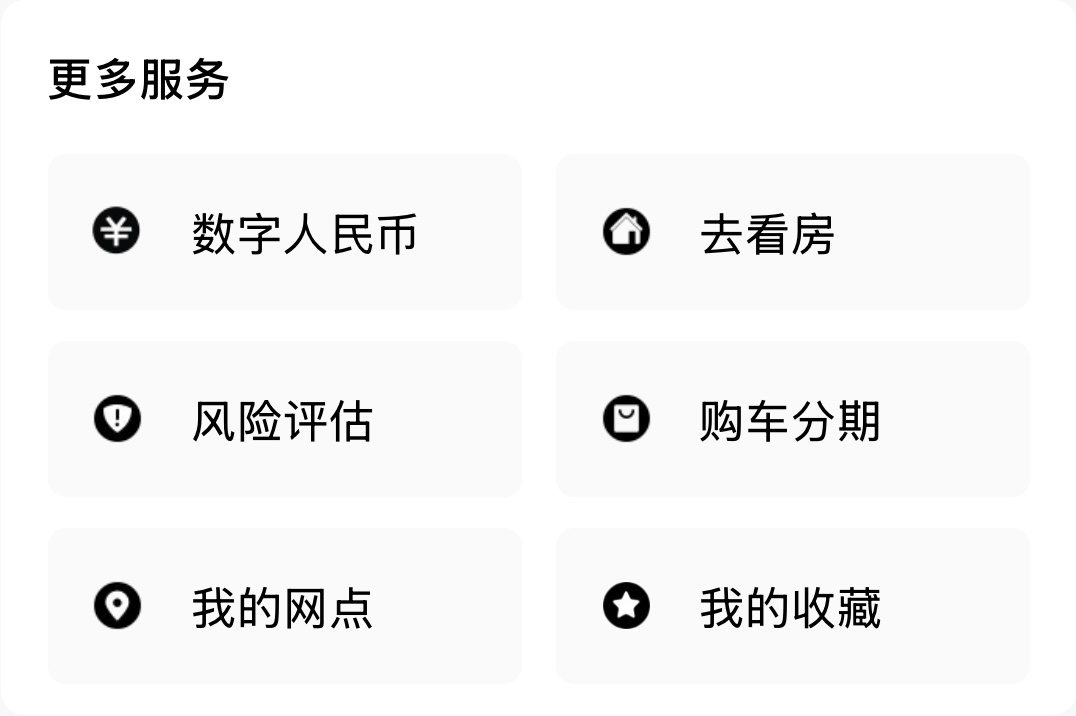 更多服务
数字人民币
去看房
风险评估
购车分期
我的网点
我的收藏